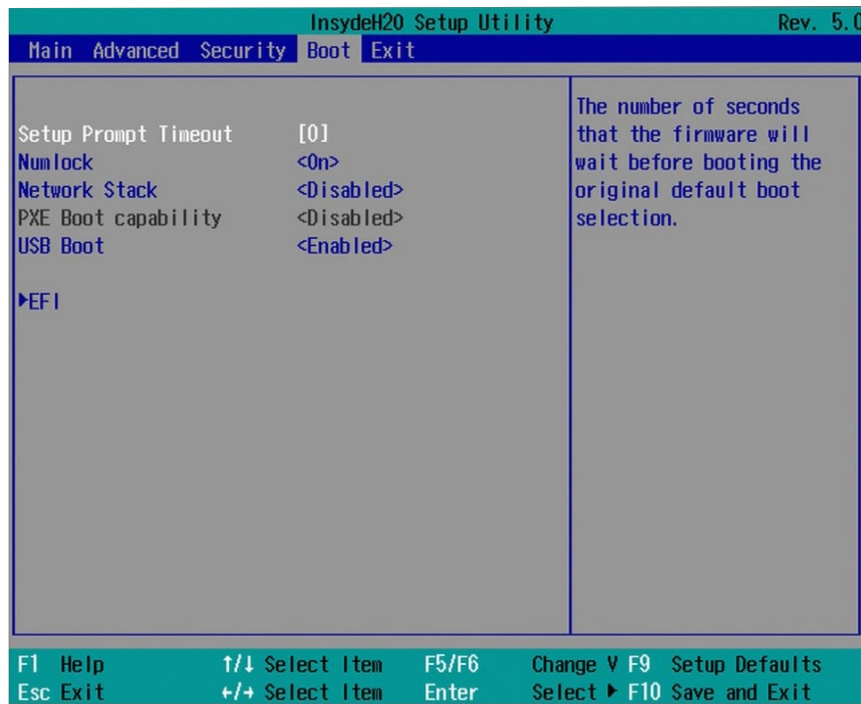 InsydeH20 Setup Utility Rev. 5.0
Main Advanced Security Boot Exit
Setup Prompt Timeout [0]
Numlock <On>
Network Stack <Disabled>
PXE Boot capability <Disabled>
USB Boot <Enabled>
▶EFI
The number of seconds
that the firmware will
wait before booting the
original default boot
selection.
F1 Help ↑/↓ Select Item F5/F6 Change V F9 Setup Defaults
Esc Exit ←/→ Select Item Enter Select ▶ F10 Save and Exit